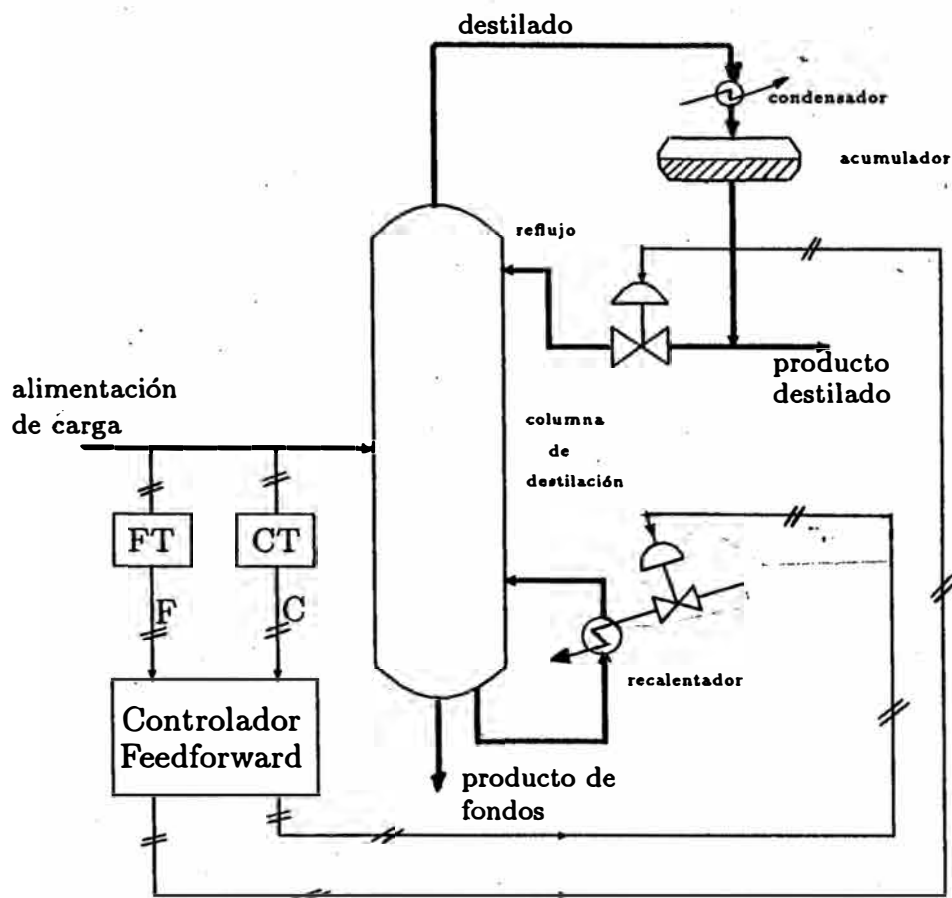 destilado
condensador
acumulador
reflujo
producto
destilado
alimentación
de carga
columna
de
destilación
FT
CT
F
C
recalentador
Controlador
Feedforward
producto de
fondos